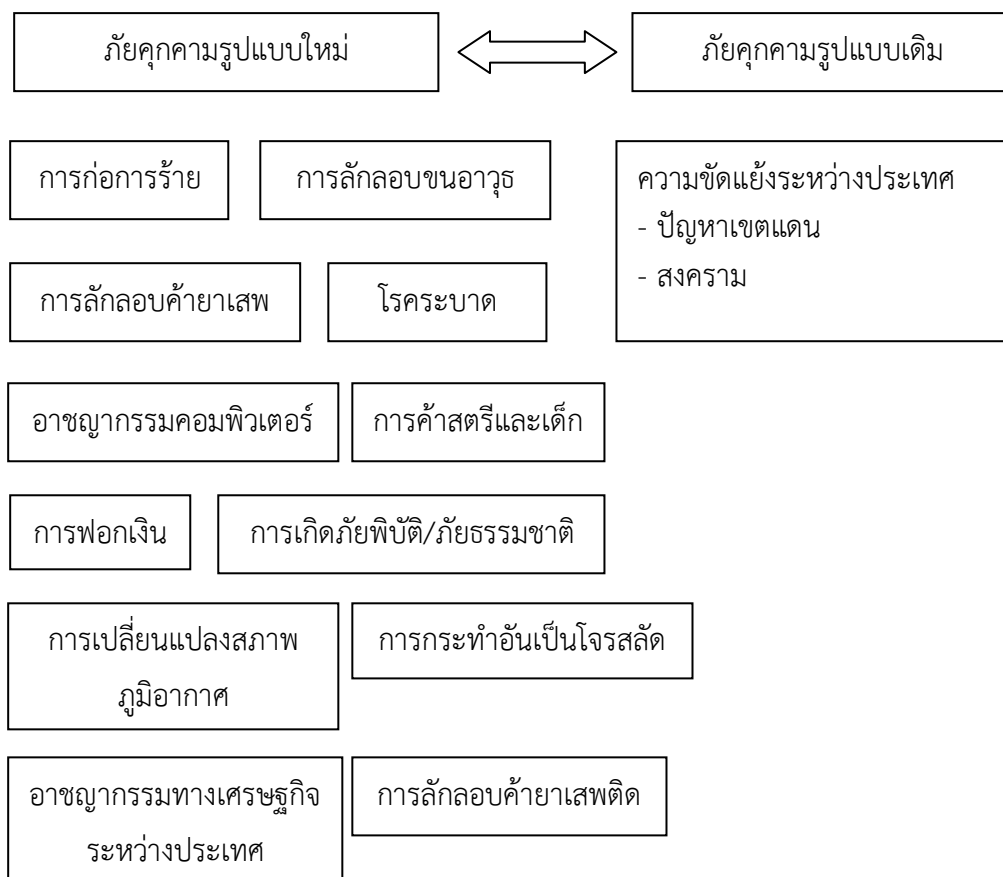 ภัยคุกคามรูปแบบใหม่
ภัยคุกคามรูปแบบเดิม
การก่อการร้าย
การลักลอบขนอาวุธ
ความขัดแย้งระหว่างประเทศ
- ปัญหาเขตแดน
- สงคราม
การลักลอบค้ายาเสพ
โรคระบาด
อาชญากรรมคอมพิวเตอร์
การค้าสตรีและเด็ก
การฟอกเงิน
การเกิดภัยพิบัติ/ภัยธรรมชาติ
การเปลี่ยนแปลงสภาพ
ภูมิอากาศ
การกระทำอันเป็นโจรสลัด
อาชญากรรมทางเศรษฐกิจ
ระหว่างประเทศ
การลักลอบค้ายาเสพติด